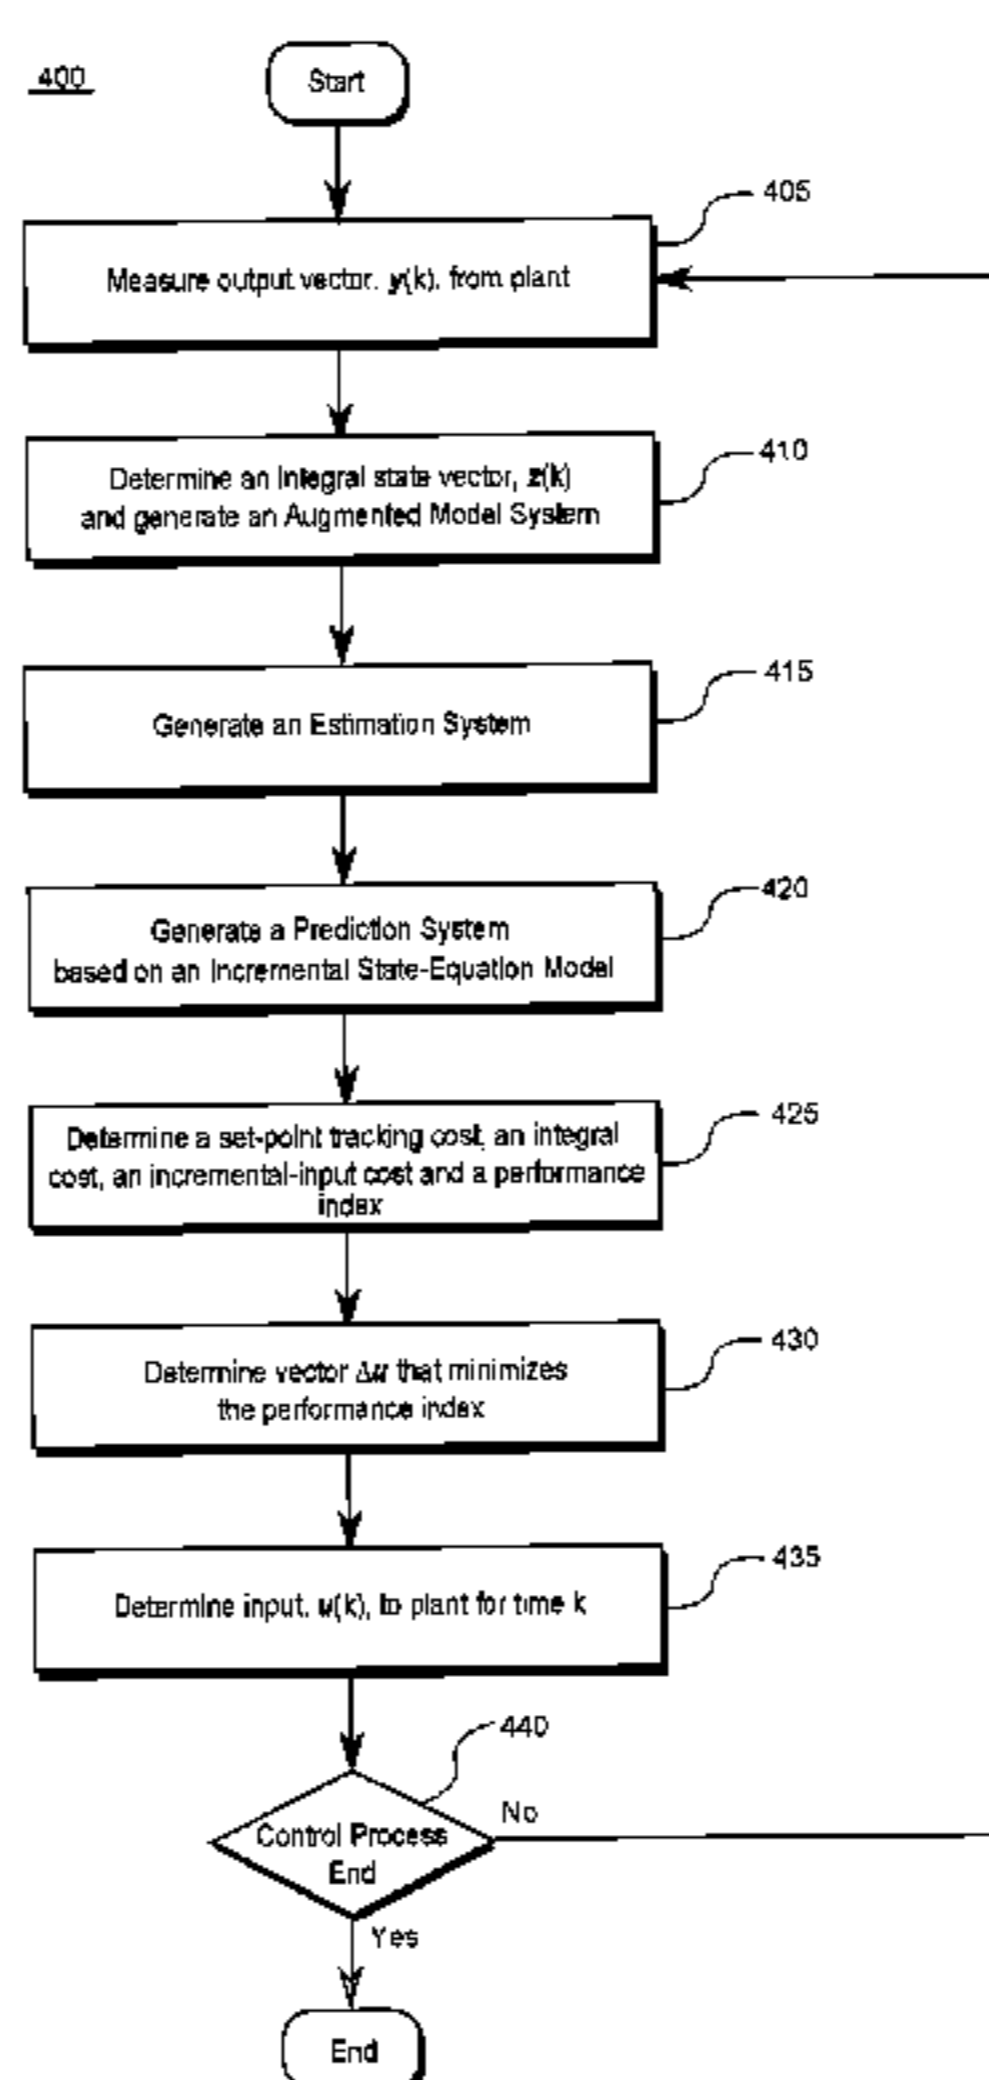 400
Start
405
Measure output vector, y(k), from plant
410
Determine an integral state vector, z(k)
and generate an Augmented Model System
415
Generate an Estimation System
420
Generate a Prediction System
based on an Incremental State-Equation Model
425
Determine a set-point tracking cost, an integral
cost, an incremental-input cost and a performance
index
430
Determine vector Δu that minimizes
the performance index
435
Determine input, u(k), to plant for time k
440
Control Process
End
No
Yes
End